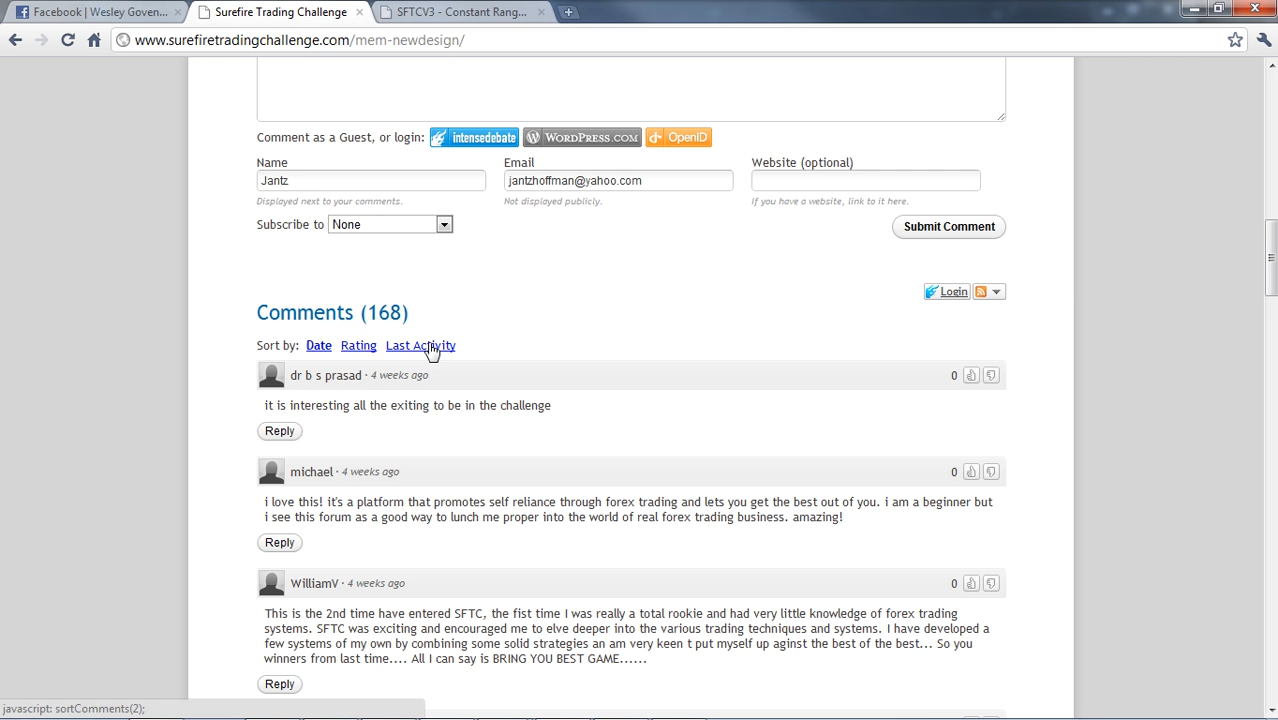 Facebook | Wesley Goven...
Surefire Trading Challenge
SFTCV3 - Constant Rang...
www.surefiretradingchallenge.com/mem-newdesign/
Comment as a Guest, or login: intensedebate WORDPRESS.COM OpenID
Name Email Website (optional)
Jantz jantzhoffman@yahoo.com
Displayed next to your comments. Not displayed publicly. If you have a website, link to it here.
Subscribe to None Submit Comment
Login
Comments (168)
Sort by: Date Rating Last Activity
dr b s prasad · 4 weeks ago 0
it is interesting all the exiting to be in the challenge
Reply
michael · 4 weeks ago 0
i love this! it's a platform that promotes self reliance through forex trading and lets you get the best out of you. i am a beginner but
i see this forum as a good way to lunch me proper into the world of real forex trading business. amazing!
Reply
WilliamV · 4 weeks ago 0
This is the 2nd time have entered SFTC, the fist time I was really a total rookie and had very little knowledge of forex trading
systems. SFTC was exciting and encouraged me to elve deeper into the various trading techniques and systems. I have developed a
few systems of my own by combining some solid strategies an am very keen t put myself up aginst the best of the best... So you
winners from last time.... All I can say is BRING YOU BEST GAME......
Reply
javascript: sortComments(2);